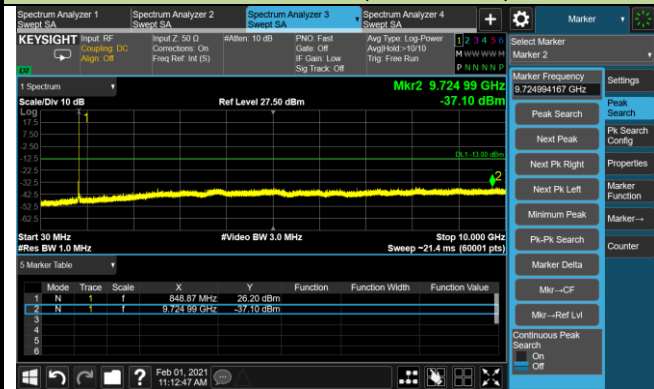 Spectrum Analyzer 1
Swept SA
Spectrum Analyzer 2
Swept SA
Spectrum Analyzer 3
Swept SA
Spectrum Analyzer 4
Swept SA
+
Marker
KEYSIGHT
Input: RF
Coupling: DC
Align: Off
Input Z: 50 Ω
Corrections: On
Freq Ref: Int (S)
#Atten: 10 dB
PNO: Fast
Gate: Off
IF Gain: Low
Sig Track: Off
Avg Type: Log-Power
Avg|Hold:>10/10
Trig: Free Run
1 2 3 4 5 6
M W W W W M
P N N N N P
Select Marker
Marker 2
Marker Frequency
9.724994167 GHz
Settings
Peak Search
Next Peak
Next Pk Right
Next Pk Left
Minimum Peak
Pk-Pk Search
Marker Delta
Mkr→CF
Mkr→Ref Lvl
Continuous Peak
Search
On
Off
Peak
Search
Pk Search
Config
Properties
Marker
Function
Marker→
Counter
1 Spectrum
Scale/Div 10 dB
Ref Level 27.50 dBm
Mkr2 9.724 99 GHz
-37.10 dBm
Log
17.5
7.50
-2.50
-12.5
-22.5
-32.5
-42.5
-52.5
-62.5
1
2
DL1 -13.00 dBm
Start 30 MHz
#Video BW 3.0 MHz
Stop 10.000 GHz
#Res BW 1.0 MHz
Sweep ~21.4 ms (60001 pts)
5 Marker Table
Mode Trace Scale X Y Function Function Width Function Value
1 N 1 f 848.87 MHz 26.20 dBm
2 N 1 f 9.724 99 GHz -37.10 dBm
3
4
5
6
?
Feb 01, 2021
11:12:47 AM